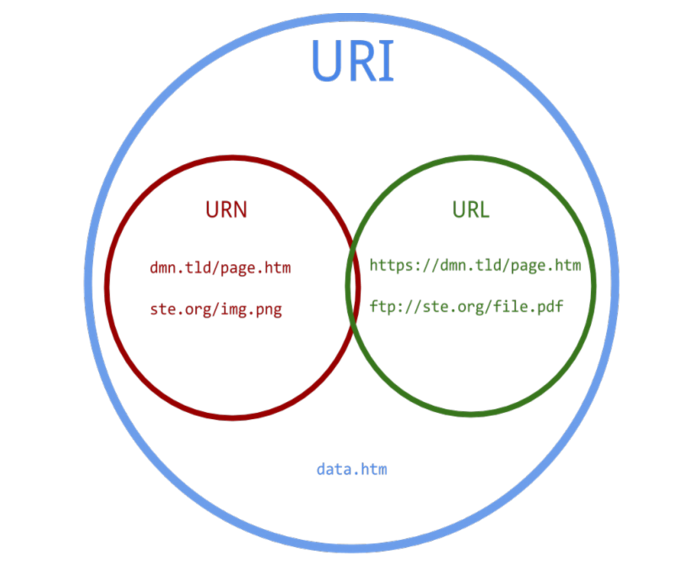 URI
URN
dmn.tld/page.htm
ste.org/img.png
URL
https://dmn.tld/page.htm
ftp://ste.org/file.pdf
data.htm